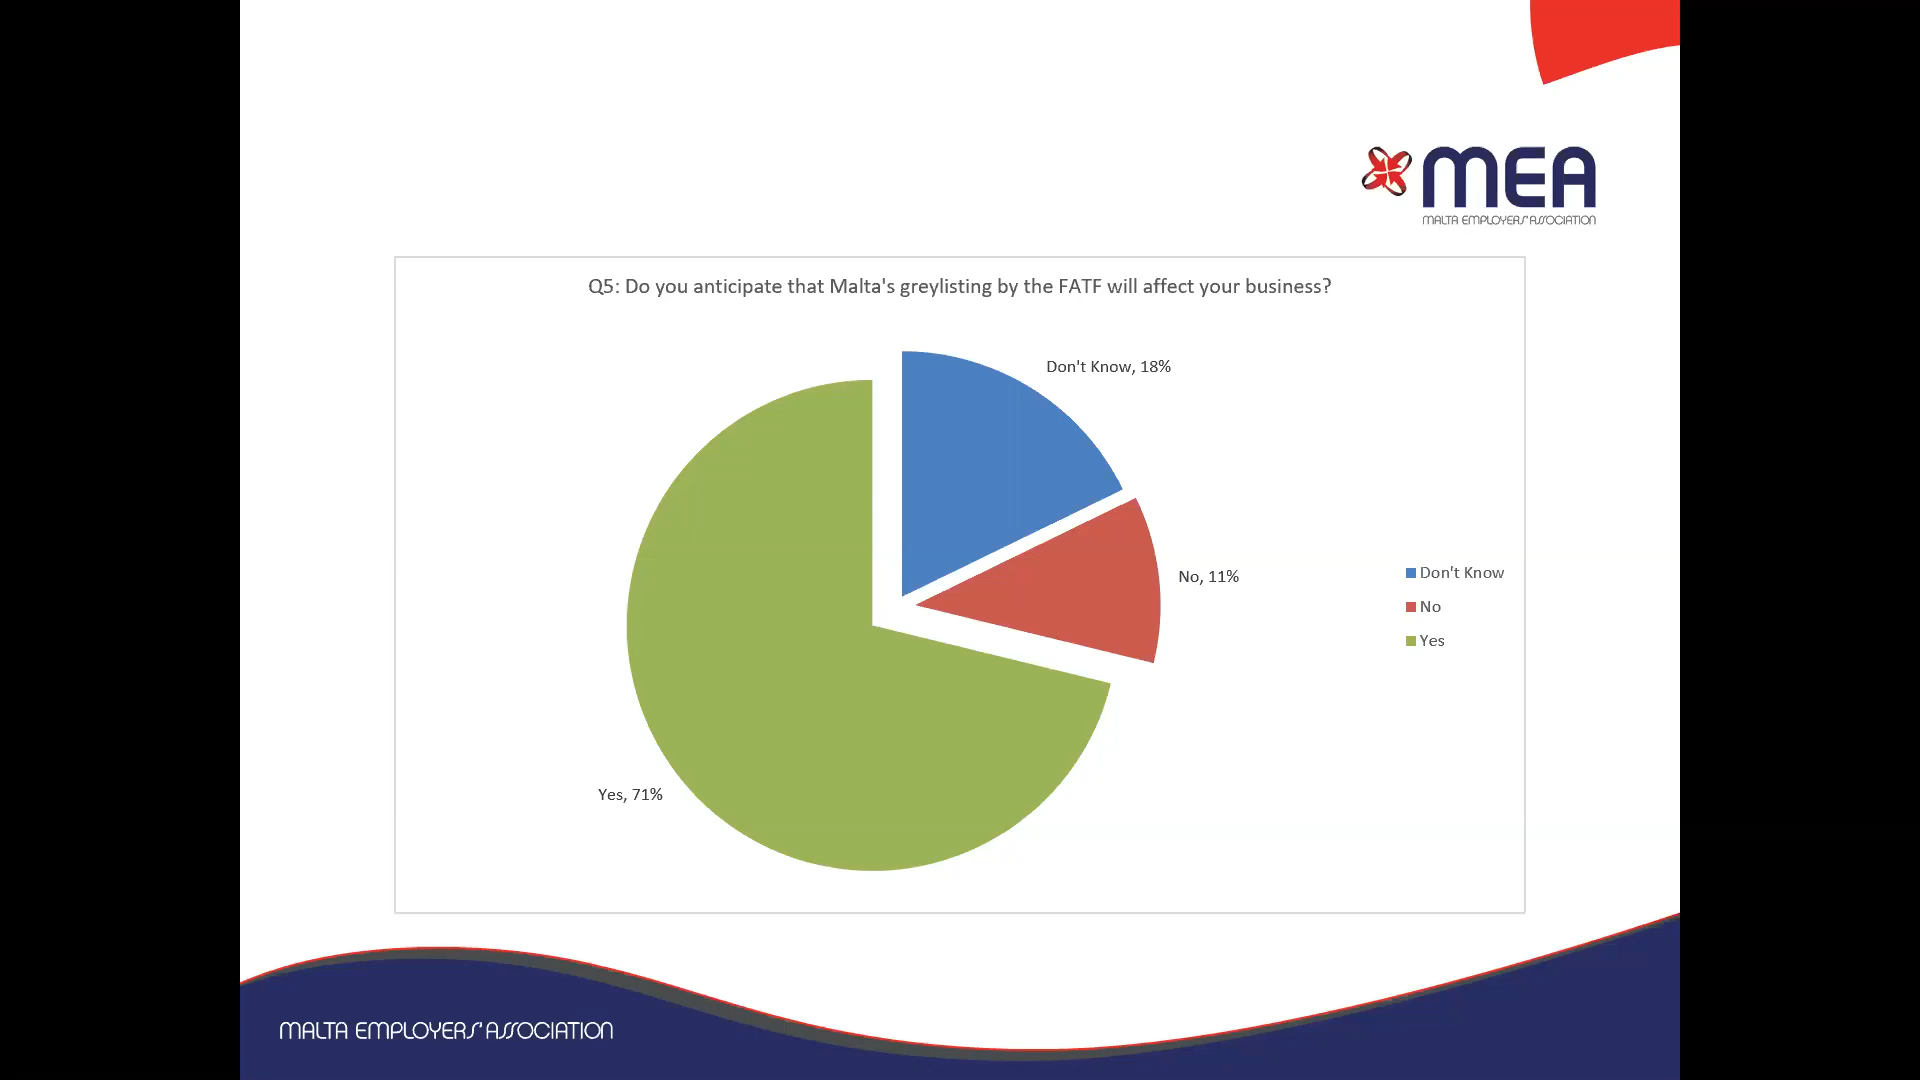 MEA
MALTA EMPLOYERS' ASSOCIATION
Q5: Do you anticipate that Malta's greylisting by the FATF will affect your business?
Don't Know, 18%
No, 11%
Yes, 71%
Don't Know
No
Yes
MALTA EMPLOYERS' ASSOCIATION